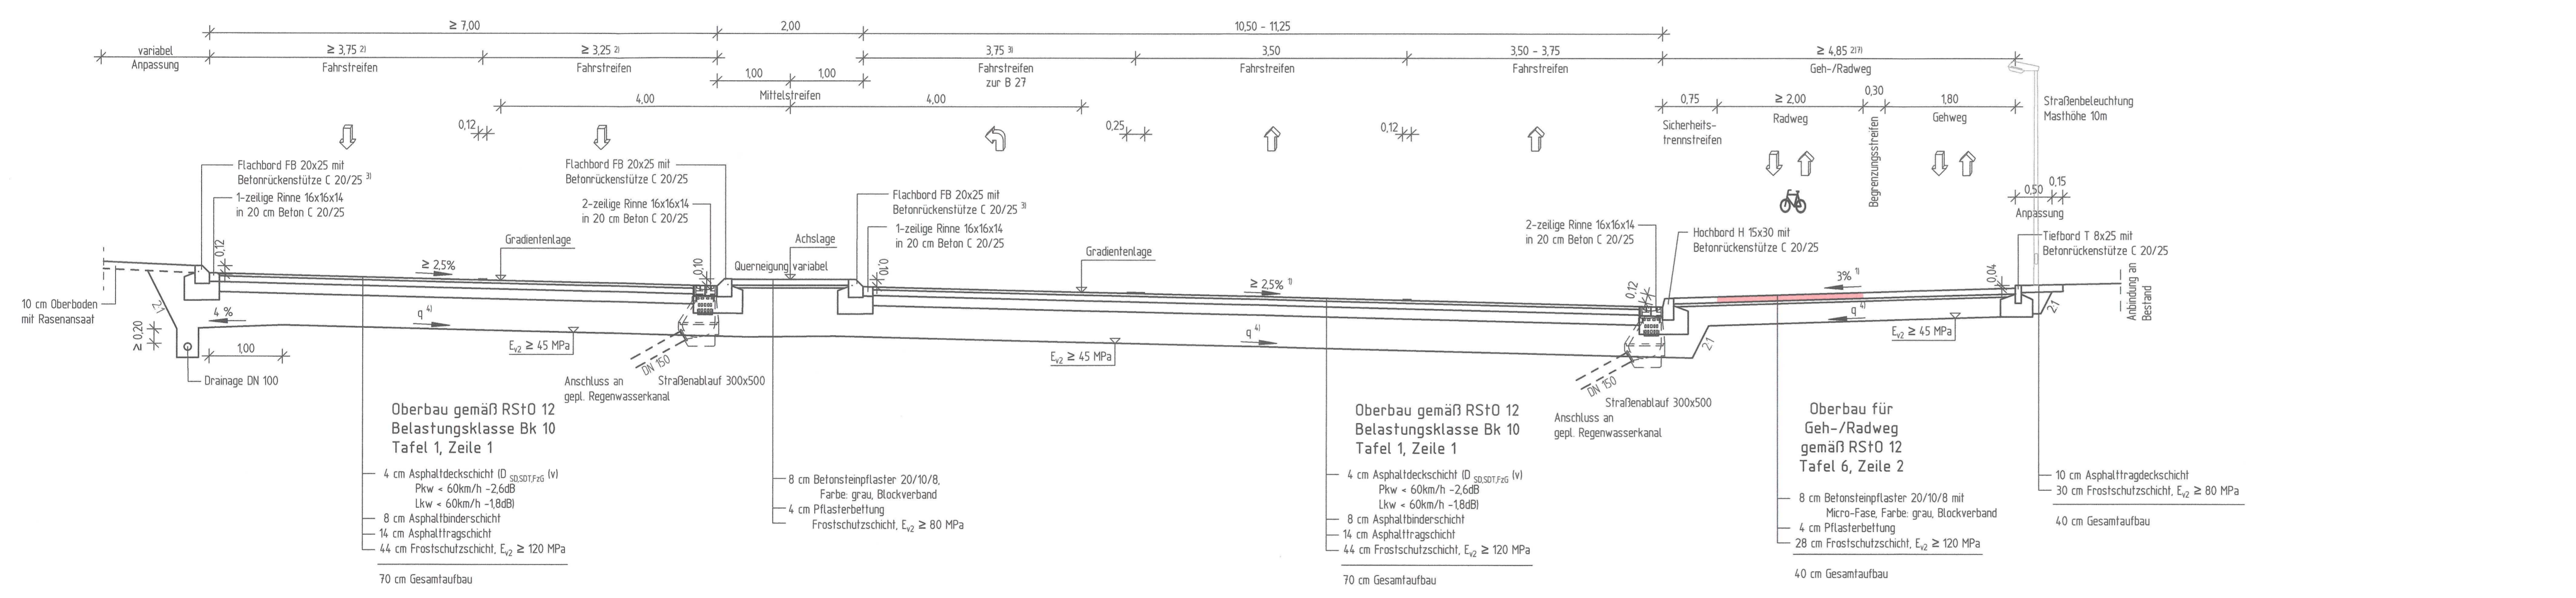 ≥ 7,00
2,00
10,50 - 11,25
variabel
Anpassung
≥ 3,75 2)
Fahrstreifen
≥ 3,25 2)
Fahrstreifen
3,75 3)
Fahrstreifen
zur B 27
3,50
Fahrstreifen
3,50 - 3,75
Fahrstreifen
≥ 4,85 2)7)
Geh-/Radweg
1,00
1,00
Mittelstreifen
4,00
4,00
0,75
Sicherheits-
trennstreifen
≥ 2,00
Radweg
0,30
Begrenzungsstreifen
1,80
Gehweg
Straßenbeleuchtung
Masthöhe 10m
0,12
0,25
0,12
0,50
0,15
Anpassung
Flachbord FB 20x25 mit
Betonrückenstütze C 20/25 3)
1-zeilige Rinne 16x16x14
in 20 cm Beton C 20/25
Flachbord FB 20x25 mit
Betonrückenstütze C 20/25
2-zeilige Rinne 16x16x14
in 20 cm Beton C 20/25
Flachbord FB 20x25 mit
Betonrückenstütze C 20/25 3)
1-zeilige Rinne 16x16x14
in 20 cm Beton C 20/25
2-zeilige Rinne 16x16x14
in 20 cm Beton C 20/25
Hochbord H 15x30 mit
Betonrückenstütze C 20/25
Tiefbord T 8x25 mit
Betonrückenstütze C 20/25
Gradientenlage
Achslage
Querneigung variabel
Gradientenlage
0,12
≥ 2,5%
0,10
0,10
≥ 2,5% 1)
0,12
3% 1)
0,04
Anbindung an
Bestand
10 cm Oberboden
mit Rasenansaat
2:1
4 %
q 4)
≥ 0,20
1,00
Drainage DN 100
Ev2 ≥ 45 MPa
DN 150
Anschluss an
gepl. Regenwasserkanal
Straßenablauf 300x500
Ev2 ≥ 45 MPa
q 4)
DN 150
Straßenablauf 300x500
Anschluss an
gepl. Regenwasserkanal
2:1
q 4)
Ev2 ≥ 45 MPa
2:1
Oberbau gemäß RStO 12
Belastungsklasse Bk 10
Tafel 1, Zeile 1
4 cm Asphaltdeckschicht (D SD,SDT,FzG (v)
Pkw < 60km/h -2,6dB
Lkw < 60km/h -1,8dB)
8 cm Asphaltbinderschicht
14 cm Asphalttragschicht
44 cm Frostschutzschicht, Ev2 ≥ 120 MPa
70 cm Gesamtaufbau
8 cm Betonsteinpflaster 20/10/8,
Farbe: grau, Blockverband
4 cm Pflasterbettung
Frostschutzschicht, Ev2 ≥ 80 MPa
Oberbau gemäß RStO 12
Belastungsklasse Bk 10
Tafel 1, Zeile 1
4 cm Asphaltdeckschicht (D SD,SDT,FzG (v)
Pkw < 60km/h -2,6dB
Lkw < 60km/h -1,8dB)
8 cm Asphaltbinderschicht
14 cm Asphalttragschicht
44 cm Frostschutzschicht, Ev2 ≥ 120 MPa
70 cm Gesamtaufbau
Oberbau für
Geh-/Radweg
gemäß RStO 12
Tafel 6, Zeile 2
8 cm Betonsteinpflaster 20/10/8 mit
Micro-Fase, Farbe: grau, Blockverband
4 cm Pflasterbettung
28 cm Frostschutzschicht, Ev2 ≥ 120 MPa
40 cm Gesamtaufbau
10 cm Asphalttragdeckschicht
30 cm Frostschutzschicht, Ev2 ≥ 80 MPa
40 cm Gesamtaufbau